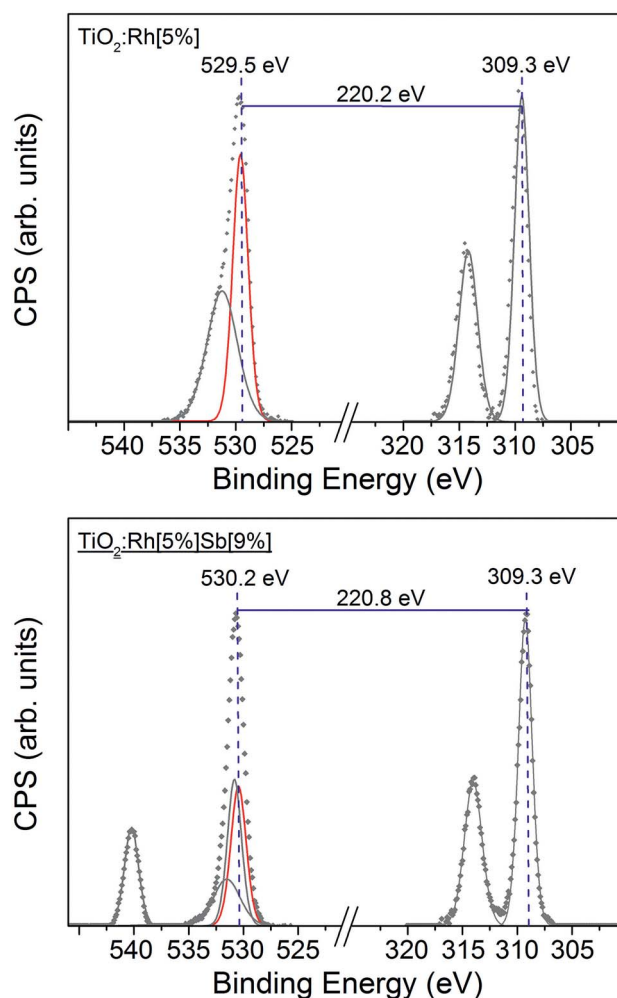 TiO₂:Rh[5%]
529.5 eV
309.3 eV
220.2 eV
CPS (arb. units)
540 535 530 525 // 320 315 310 305
Binding Energy (eV)
TiO₂:Rh[5%]Sb[9%]
530.2 eV
309.3 eV
220.8 eV
CPS (arb. units)
540 535 530 525 // 320 315 310 305
Binding Energy (eV)